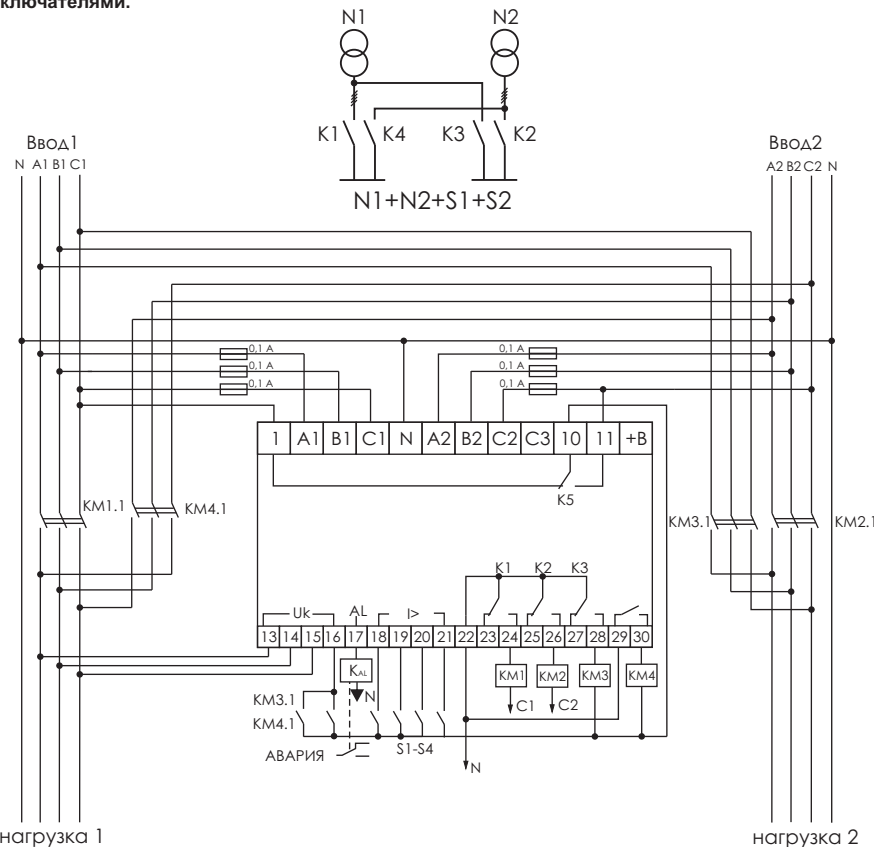 ключателями.
N1 N2
K1 K4 K3 K2
N1+N2+S1+S2
Ввод1 Ввод2
N A1 B1 C1 A2 B2 C2 N
0,1 А 0,1 А
0,1 А 0,1 А
0,1 А 0,1 А
1 A1 B1 C1 N A2 B2 C2 C3 10 11 +B
K5
KM1.1 KM4.1 KM3.1 KM2.1
K1 K2 K3
Uk AL I>
13 14 15 16 17 18 19 20 21 22 23 24 25 26 27 28 29 30
KAL KM1 KM2 KM3 KM4
N
KM3.1 C1 C2
KM4.1
АВАРИЯ S1-S4
N
нагрузка 1 нагрузка 2